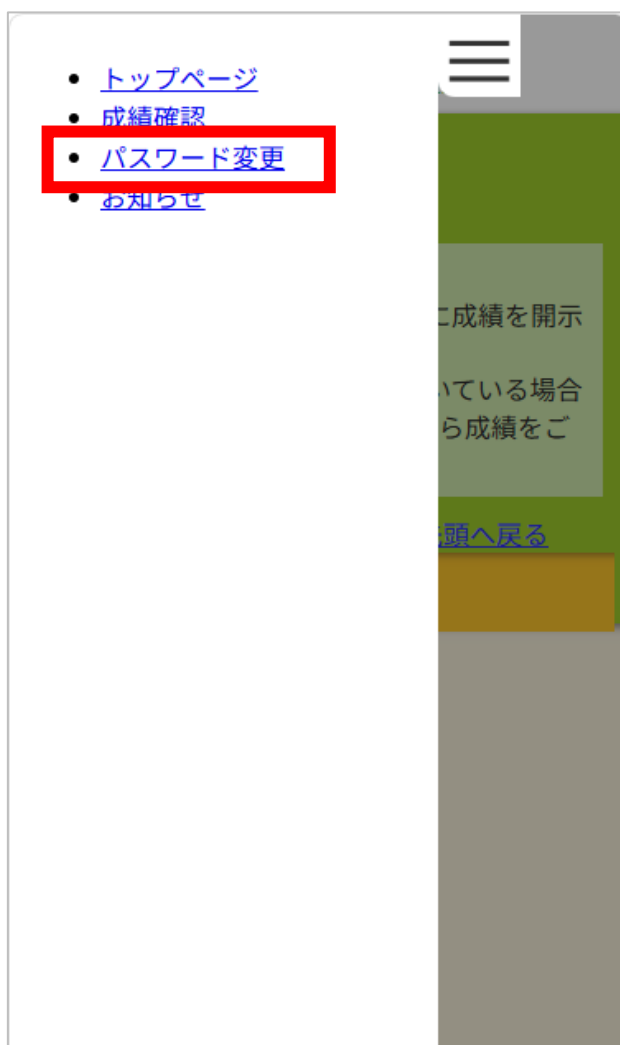 トップページ
成績確認
パスワード変更
お知らせ
に成績を開示
いている場合
ら成績をご
頭へ戻る